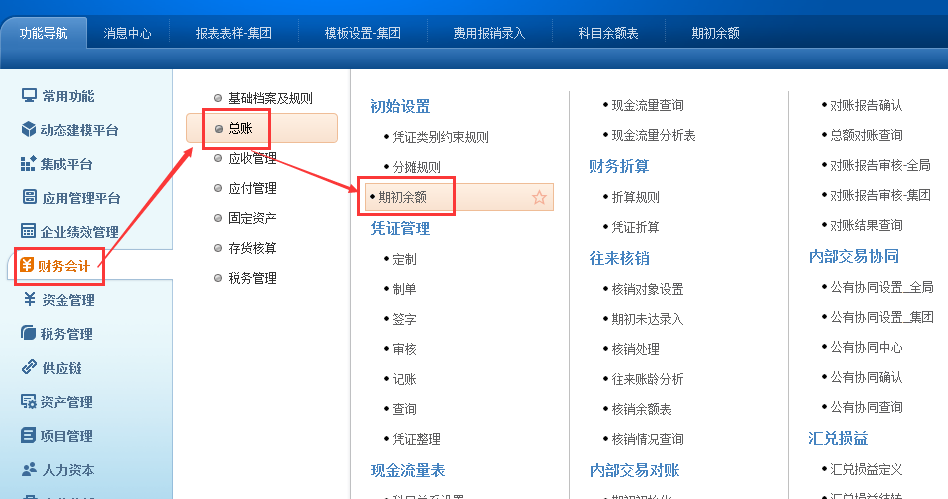 功能导航
消息中心
报表表样-集团
模板设置-集团
费用报销录入
科目余额表
期初余额
常用功能
动态建模平台
集成平台
应用管理平台
企业绩效管理
财务会计
资金管理
税务管理
供应链
资产管理
项目管理
人力资本
基础档案及规则
总账
应收管理
应付管理
固定资产
存货核算
税务管理
初始设置
凭证类别约束规则
分摊规则
期初余额
凭证管理
定制
制单
签字
审核
记账
查询
凭证整理
现金流量表
现金流量查询
现金流量分析表
财务折算
折算规则
凭证折算
往来核销
核销对象设置
期初未达录入
核销处理
往来账龄分析
核销余额表
核销情况查询
内部交易对账
对账报告确认
总额对账查询
对账报告审核-全局
对账报告审核-集团
对账结果查询
内部交易协同
公有协同设置_全局
公有协同设置_集团
公有协同中心
公有协同确认
公有协同查询
汇兑损益
汇兑损益定义